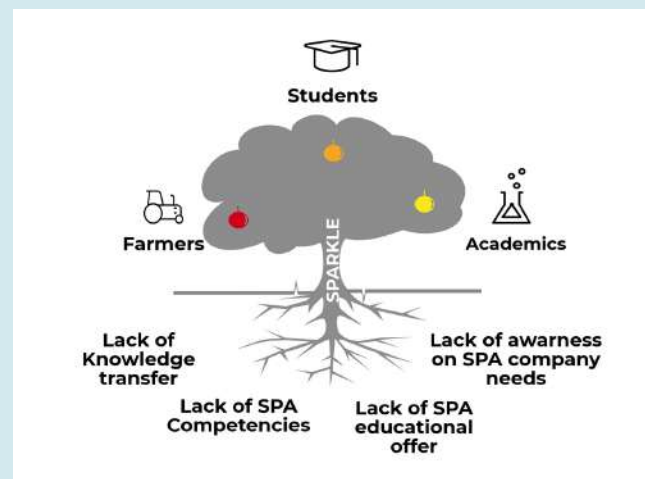 Students
Farmers
Academics
SPARKLE
Lack of
Knowledge
transfer
Lack of awarness
on SPA company
needs
Lack of SPA
Competencies
Lack of SPA
educational
offer